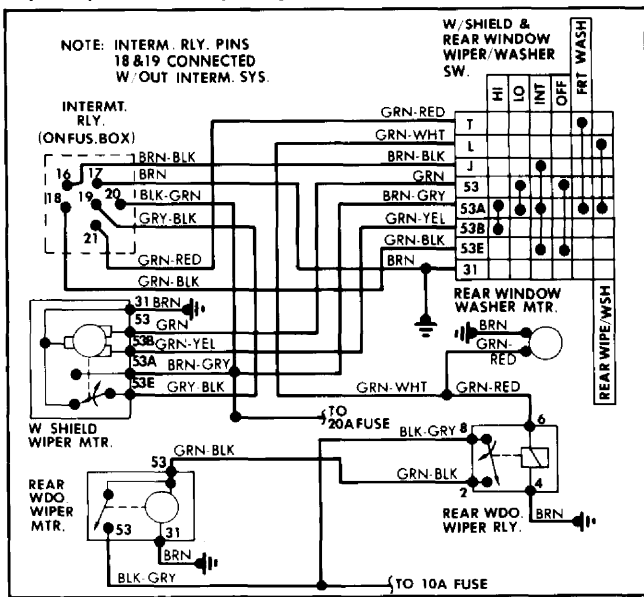 NOTE: INTERM. RLY. PINS
18 & 19 CONNECTED
W/OUT INTERM. SYS.
W/SHIELD &
REAR WINDOW
WIPER/WASHER
SW.
HI
LO
INT
OFF
FRT WASH
REAR WIPE/WSH
T
L
J
53
53A
53B
53E
31
INTERMT.
RLY.
(ON FUS. BOX)
16
17
18
19
20
21
GRN-RED
GRN-WHT
BRN-BLK
BRN-BLK
BRN
GRN
BLK-GRN
BRN-GRY
GRY-BLK
GRN-YEL
GRN-BLK
GRN-RED
BRN
GRN-BLK
31 BRN
53
GRN
53B
GRN-YEL
53A
BRN-GRY
53E
GRY-BLK
W SHIELD
WIPER MTR.
REAR WINDOW
WASHER MTR.
BRN
GRN-
RED
GRN-WHT
GRN-RED
TO
20A FUSE
BLK-GRY
8
6
GRN-BLK
2
4
BRN
REAR WDO.
WIPER RLY.
53
GRN-BLK
REAR
WDO.
WIPER
MTR.
53
31
BRN
BLK-GRY
TO 10A FUSE